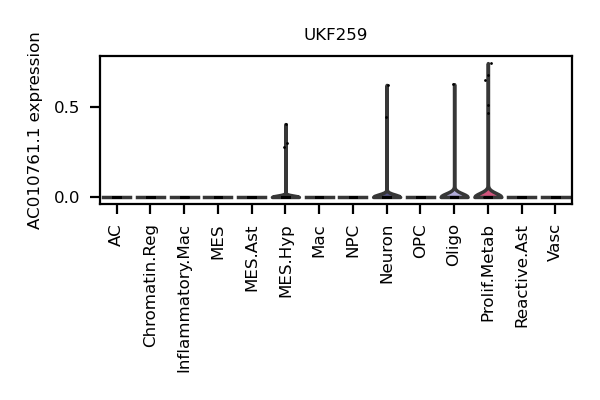 UKF259
AC010761.1 expression
0.5
0.0
AC
Chromatin.Reg
Inflammatory.Mac
MES
MES.Ast
MES.Hyp
Mac
NPC
Neuron
OPC
Oligo
Prolif.Metab
Reactive.Ast
Vasc